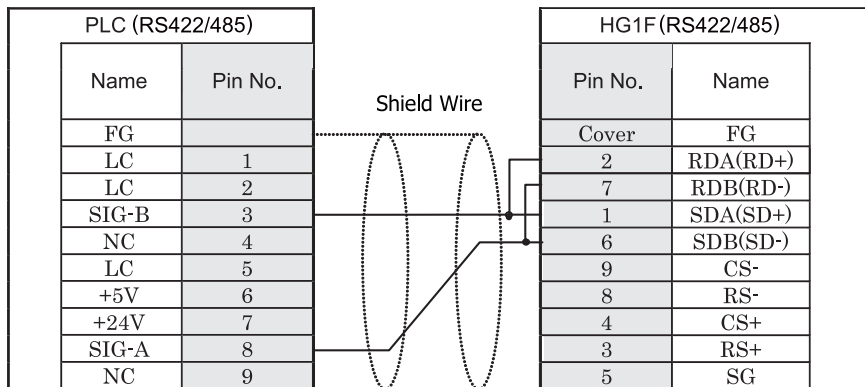 PLC (RS422/485) HG1F(RS422/485)
Name Pin No. Pin No. Name
Shield Wire
FG Cover FG
LC 1 2 RDA(RD+)
LC 2 7 RDB(RD-)
SIG-B 3 1 SDA(SD+)
NC 4 6 SDB(SD-)
LC 5 9 CS-
+5V 6 8 RS-
+24V 7 4 CS+
SIG-A 8 3 RS+
NC 9 5 SG